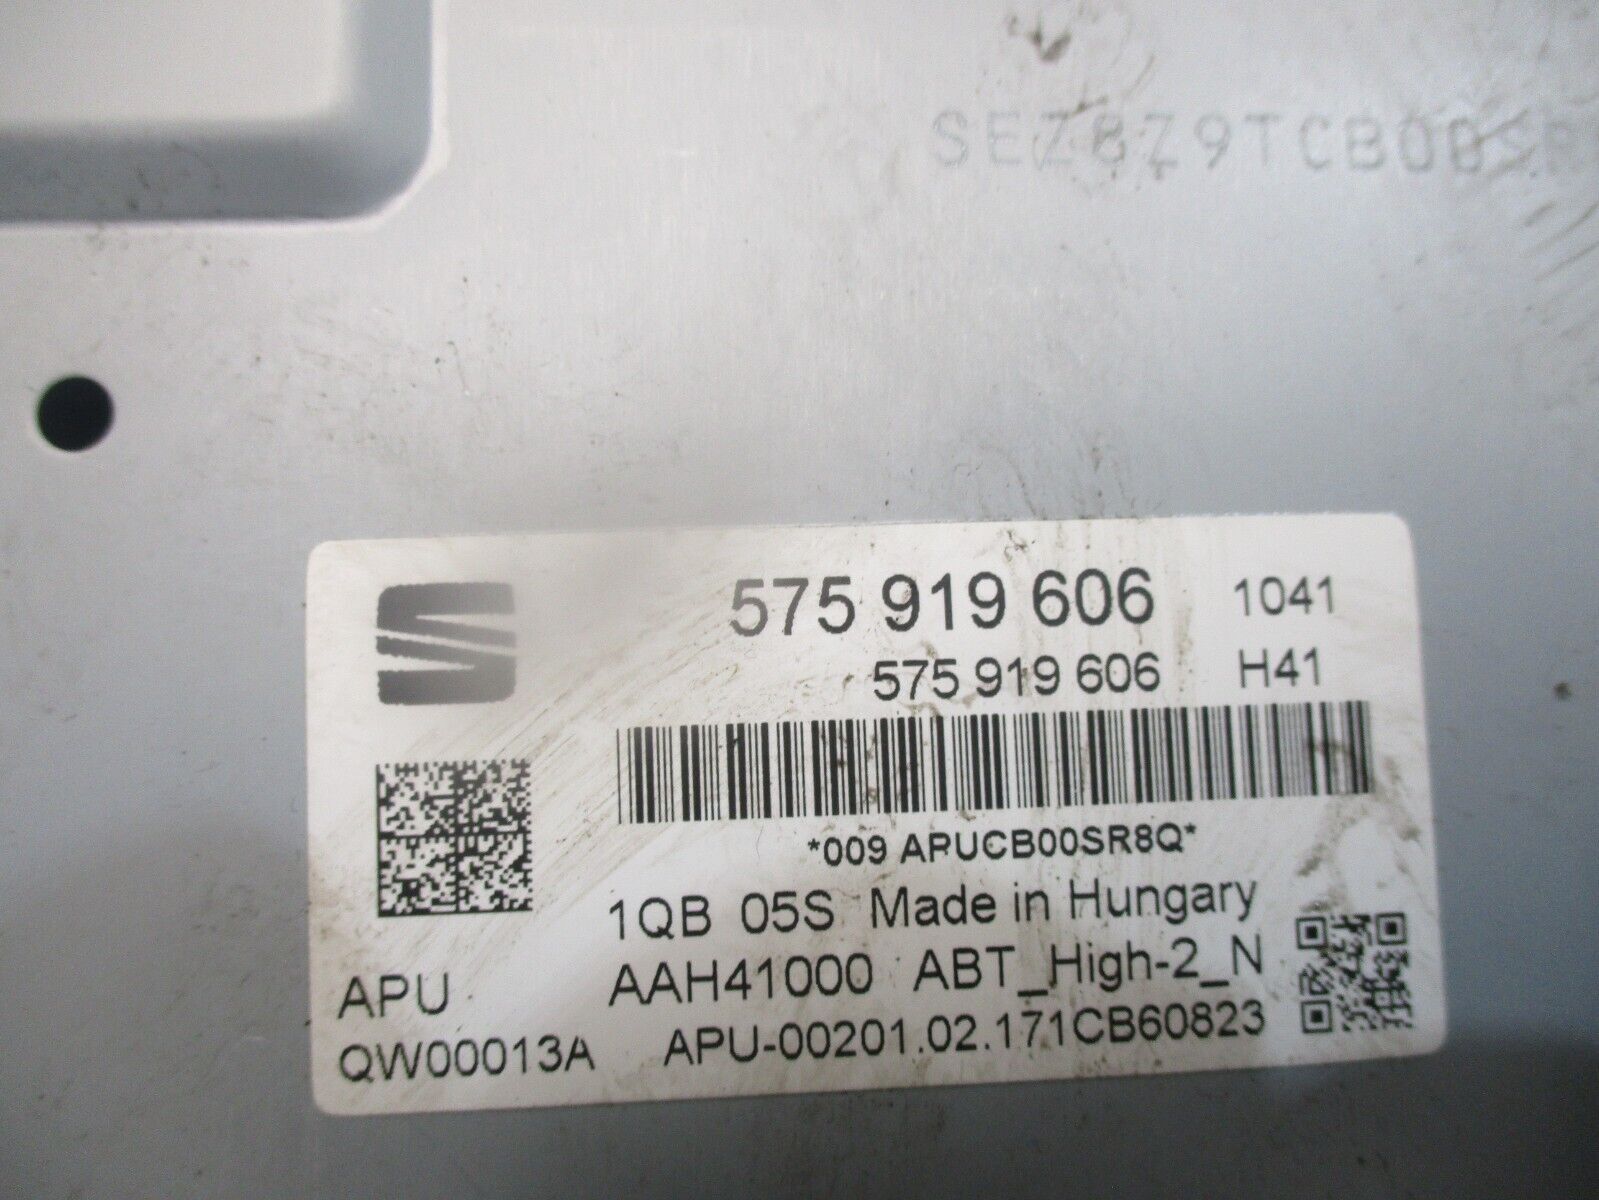 SEZ8Z9TCB0B
575 919 606 1041
575 919 606 H41
*009 APUCB00SR8Q*
1QB 05S Made in Hungary
APU AAH41000 ABT_High-2_N
QW00013A APU-00201.02.171CB60823